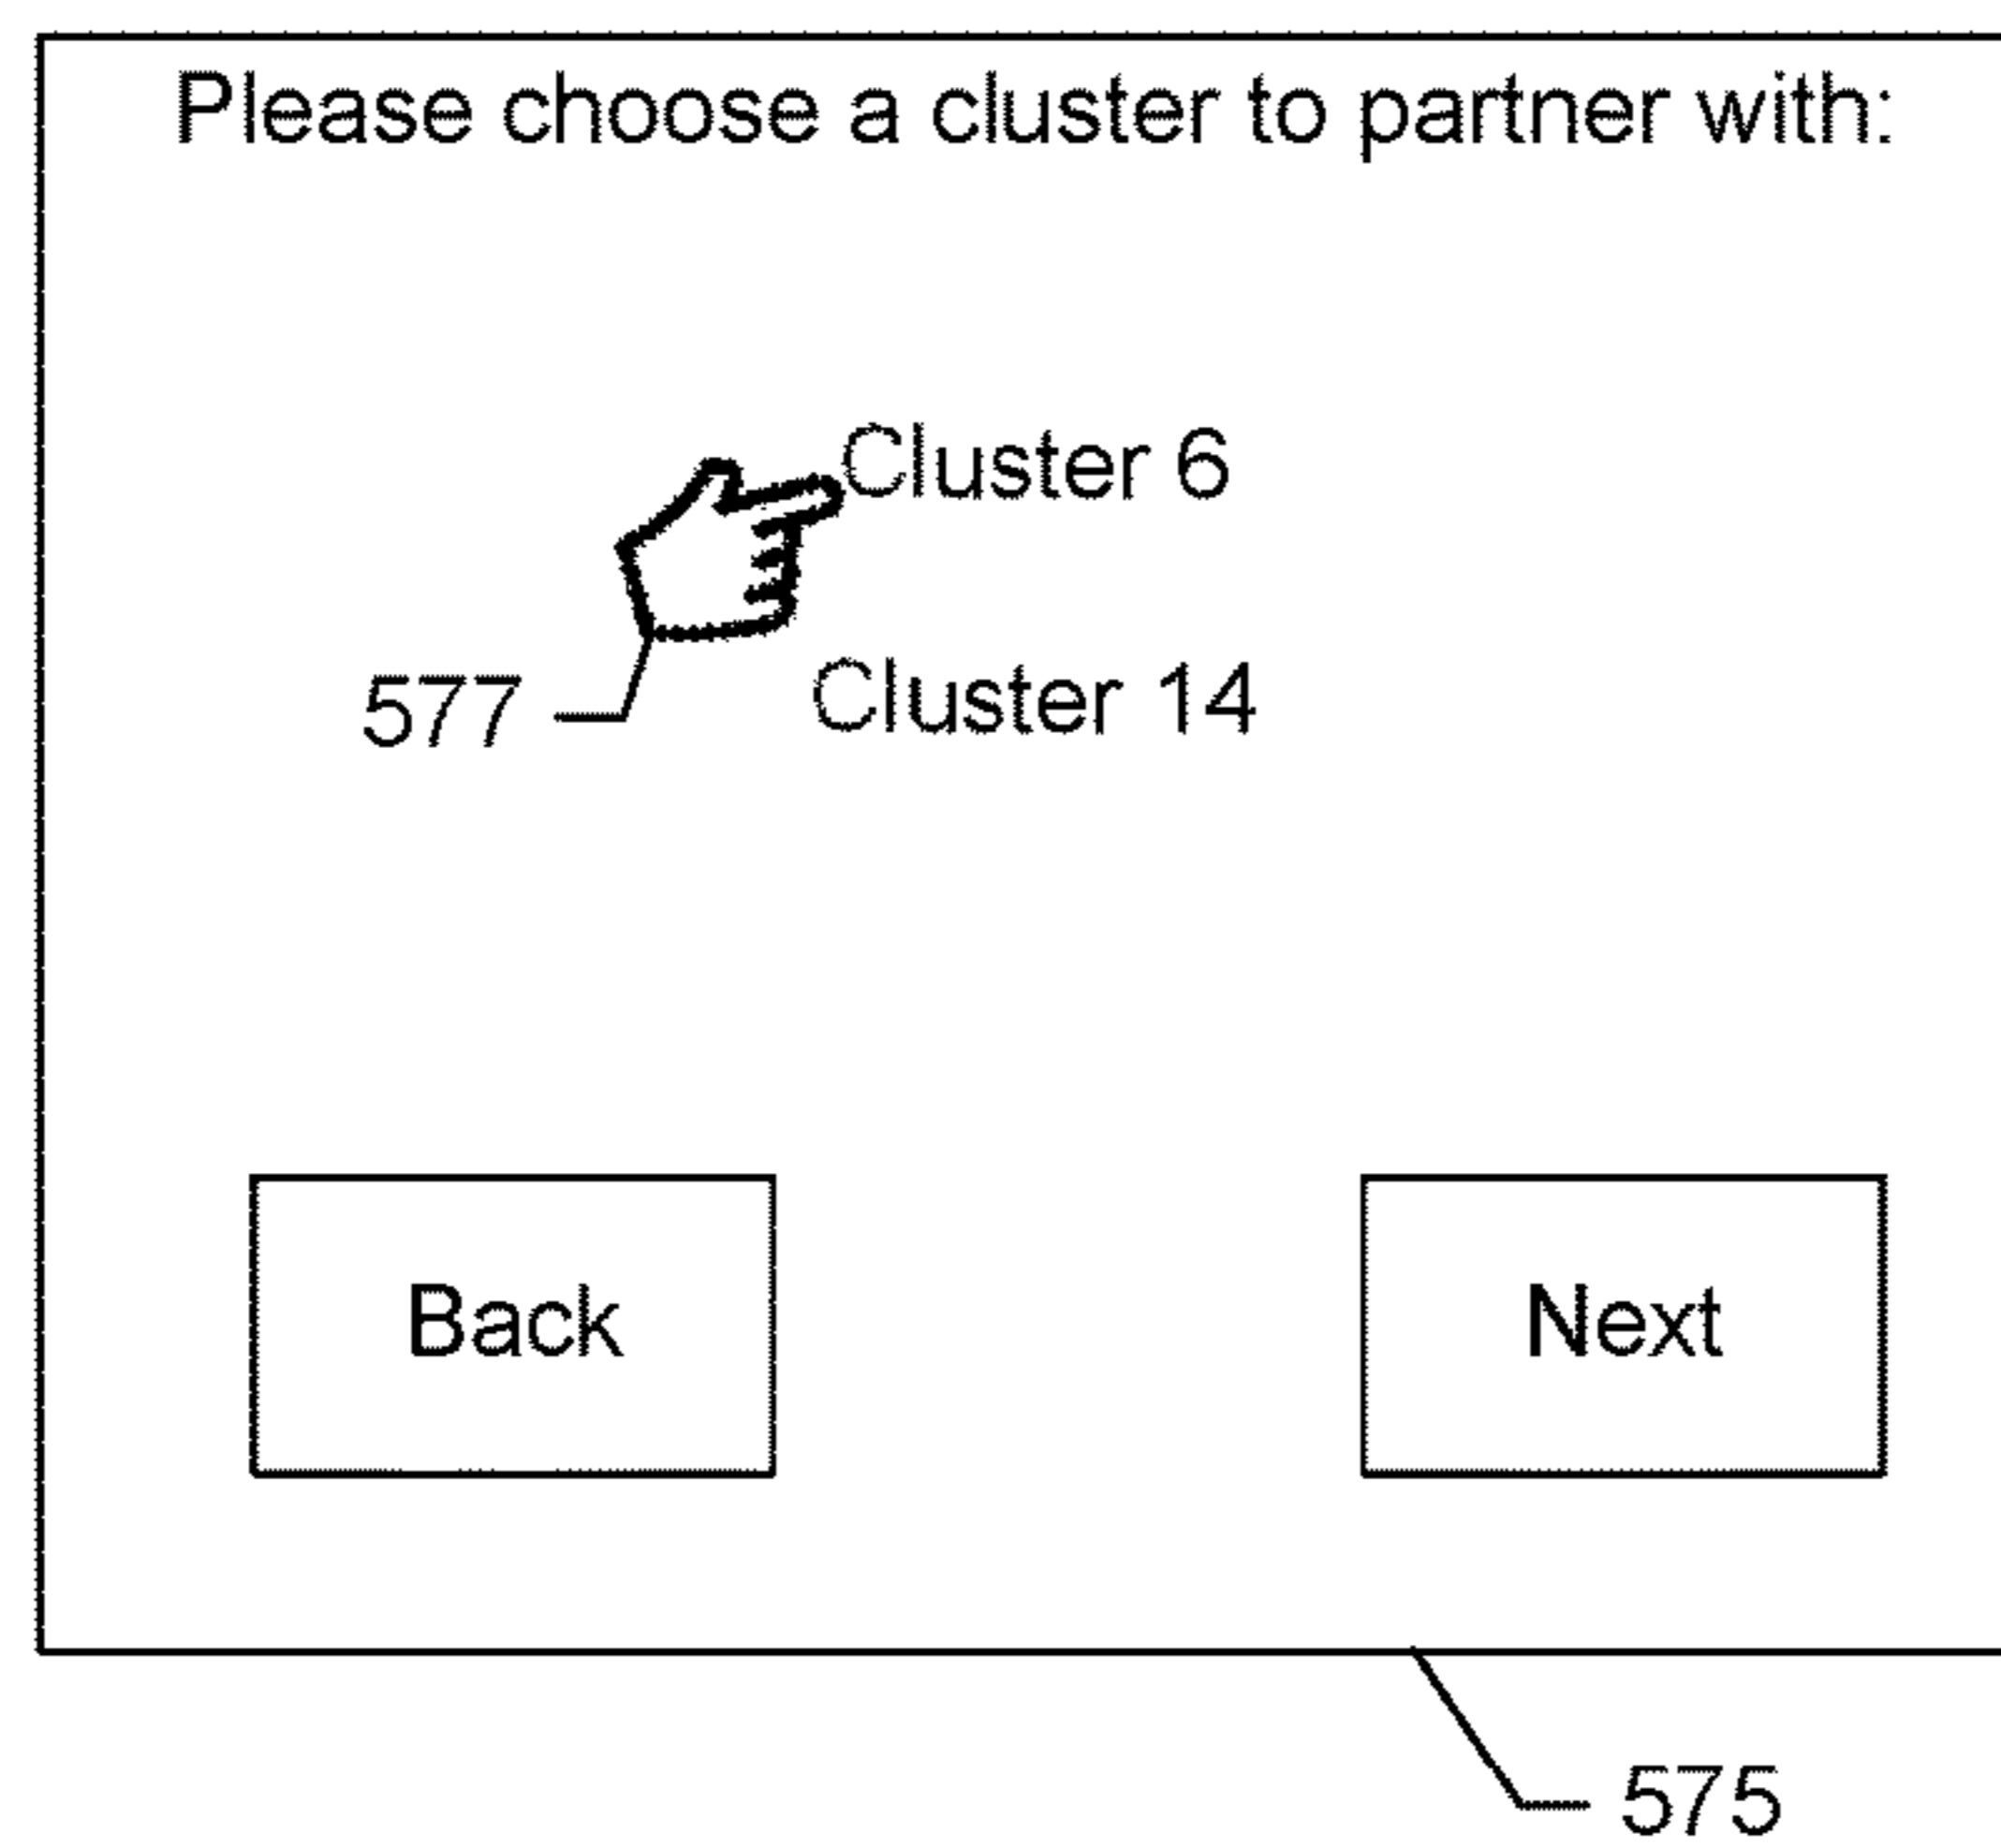 Please choose a cluster to partner with:
Cluster 6
577
Cluster 14
Back
Next
575